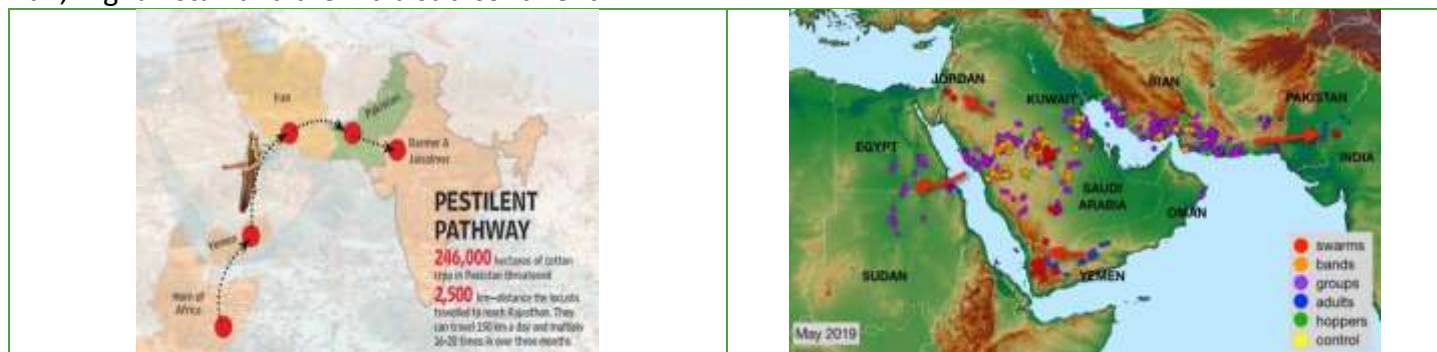 Iran
Pakistan
Barmer &
Jaisalmer
Yemen
Horn of
Africa
PESTILENT
PATHWAY
246,000 hectares of cotton
crop in Pakistan threatened
2,500 km—distance the locusts
travelled to reach Rajasthan. They
can travel 150 km a day and multiply
16-20 times in over three months
JORDAN
KUWAIT
IRAN
PAKISTAN
EGYPT
INDIA
SAUDI
ARABIA
OMAN
SUDAN
YEMEN
swarms
bands
groups
adults
hoppers
control
May 2019